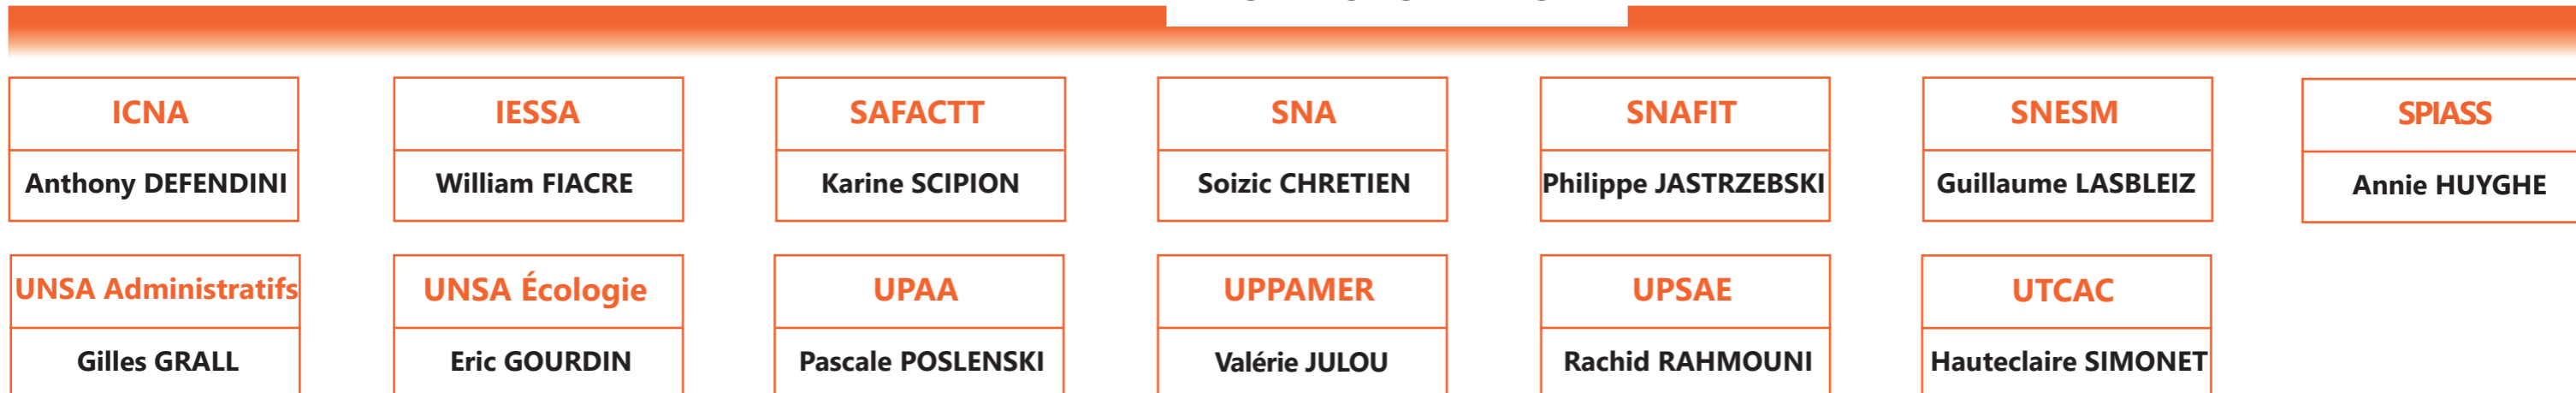 ICNA
Anthony DEFENDINI
IESSA
William FIACRE
SAFACTT
Karine SCIPION
SNA
Soizic CHRETIEN
SNAFIT
Philippe JASTRZEBSKI
SNESM
Guillaume LASBLEIZ
SPIASS
Annie HUYGHE
UNSA Administratifs
Gilles GRALL
UNSA Écologie
Eric GOURDIN
UPAA
Pascale POSLENSKI
UPPAMER
Valérie JULOU
UPSAE
Rachid RAHMOUNI
UTCAC
Hauteclaire SIMONET